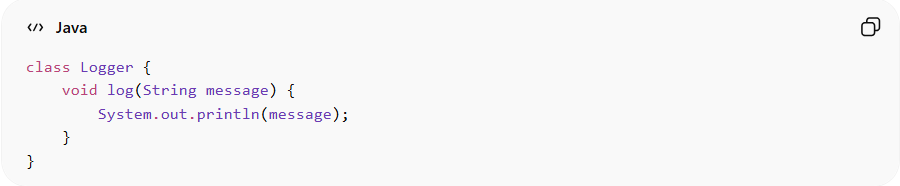 </> Java
class Logger {
    void log(String message) {
        System.out.println(message);
    }
}